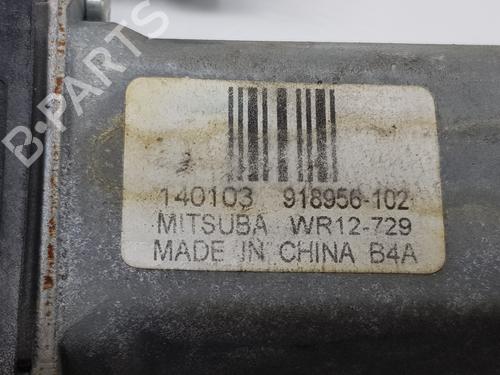 140103 918956-102
MITSUBA WR12-729
MADE IN CHINA B4A
B-PARTS